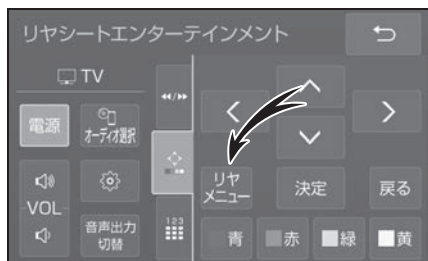 リヤシートエンターテインメント
TV
電源
オーディオ選択
VOL
音声出力
切替
123
リヤ
メニュー
決定
戻る
青
赤
緑
黄